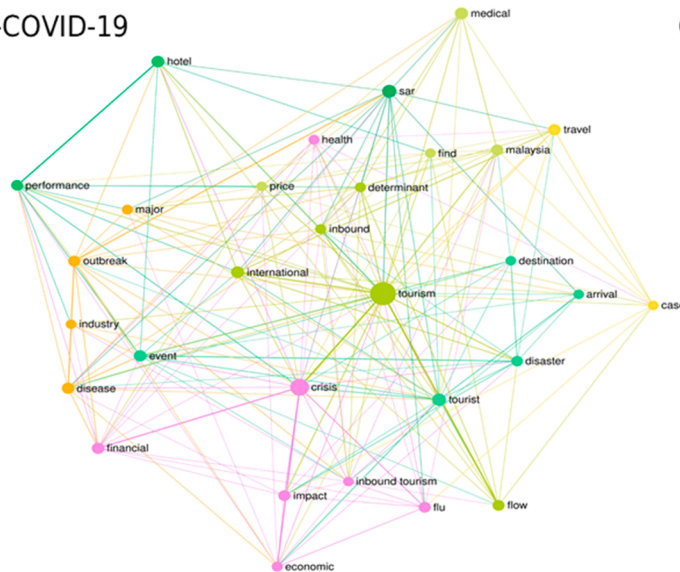 -COVID-19
medical
hotel
sar
travel
health
find
malaysia
performance
price
determinant
major
inbound
outbreak
international
destination
tourism
arrival
cas
industry
event
disaster
disease
crisis
tourist
financial
inbound tourism
impact
flu
flow
economic